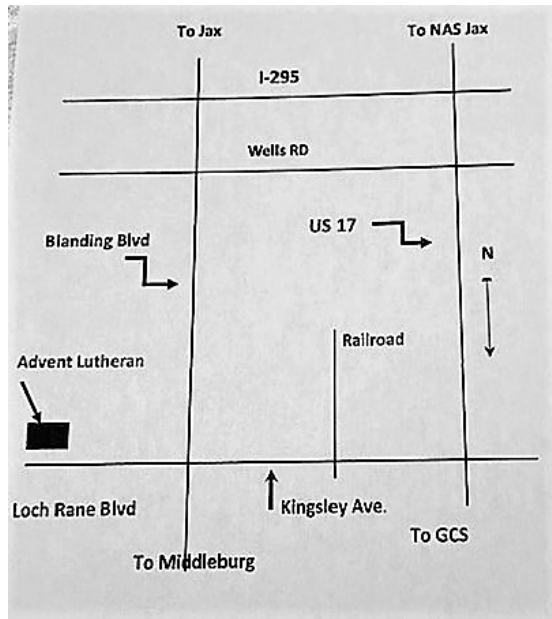 To Jax
To NAS Jax
I-295
Wells RD
US 17
Blanding Blvd
N
Railroad
Advent Lutheran
Loch Rane Blvd
Kingsley Ave.
To GCS
To Middleburg